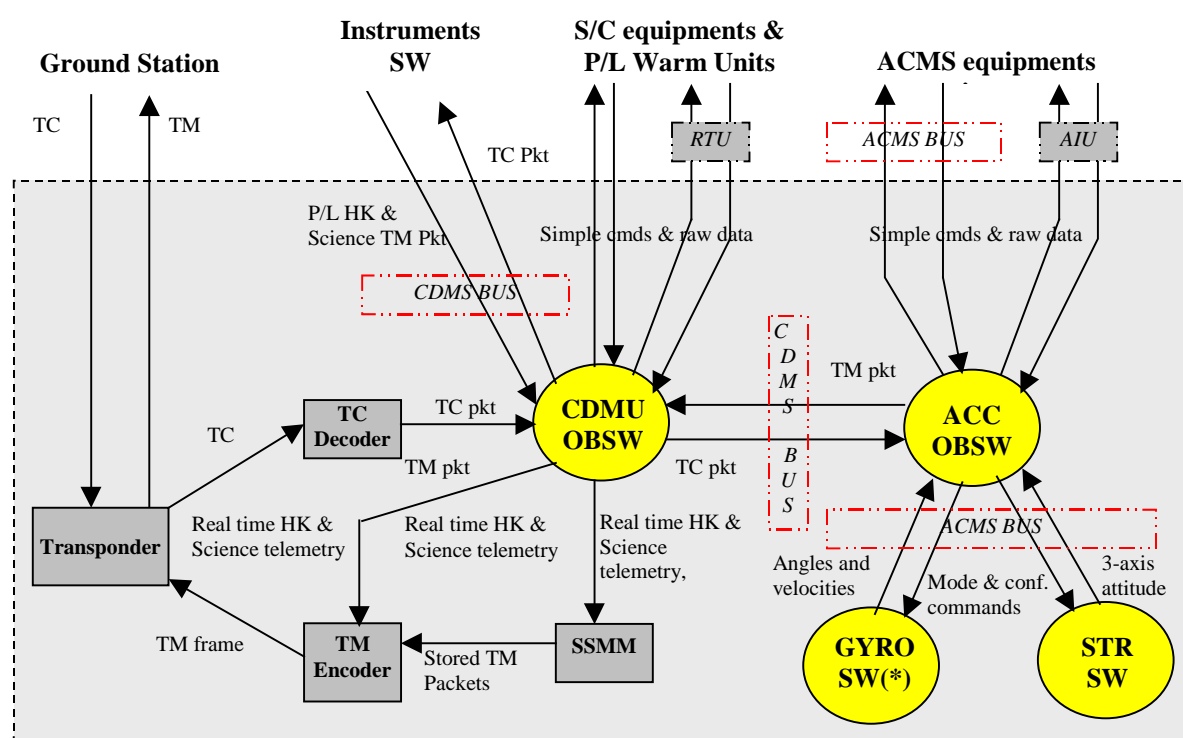 Ground Station
Instruments
SW
S/C equipments &
P/L Warm Units
ACMS equipments
TC
TM
TC Pkt
RTU
ACMS BUS
AIU
P/L HK &
Science TM Pkt
Simple cmds & raw data
Simple cmds & raw data
CDMS BUS
C
D
M
S
B
U
S
TM pkt
TC pkt
CDMU
OBSW
ACC
OBSW
TC
Decoder
TC pkt
TC
TM pkt
Transponder
Real time HK &
Science telemetry
Real time HK &
Science telemetry
Real time HK &
Science
telemetry,
ACMS BUS
Angles and
velocities
Mode & conf.
commands
3-axis
attitude
TM frame
TM
Encoder
Stored TM
Packets
SSMM
GYRO
SW(*)
STR
SW